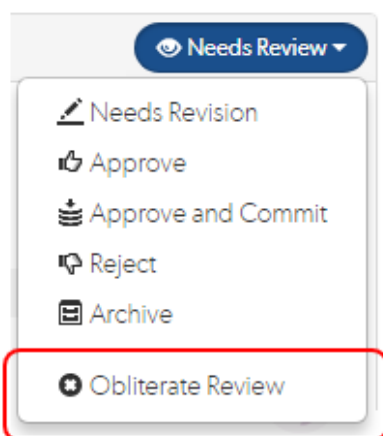 Needs Review
Needs Revision
Approve
Approve and Commit
Reject
Archive
Obliterate Review